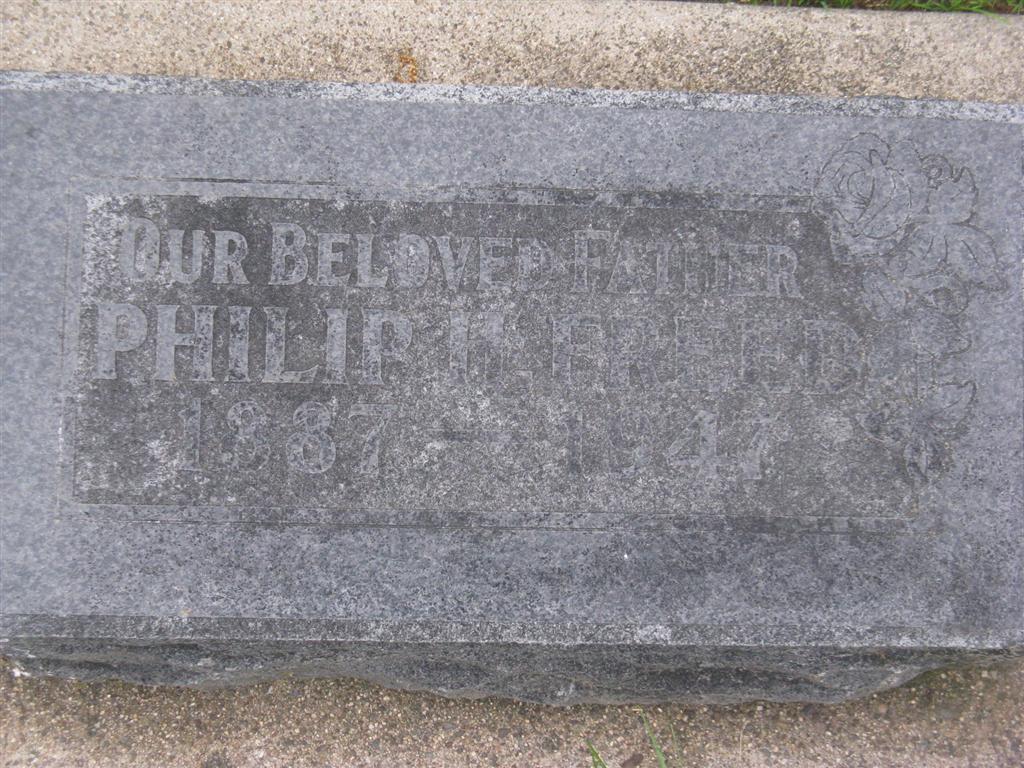 OUR BELOVED FATHER
PHILIP H. FREED
1887 — 1947